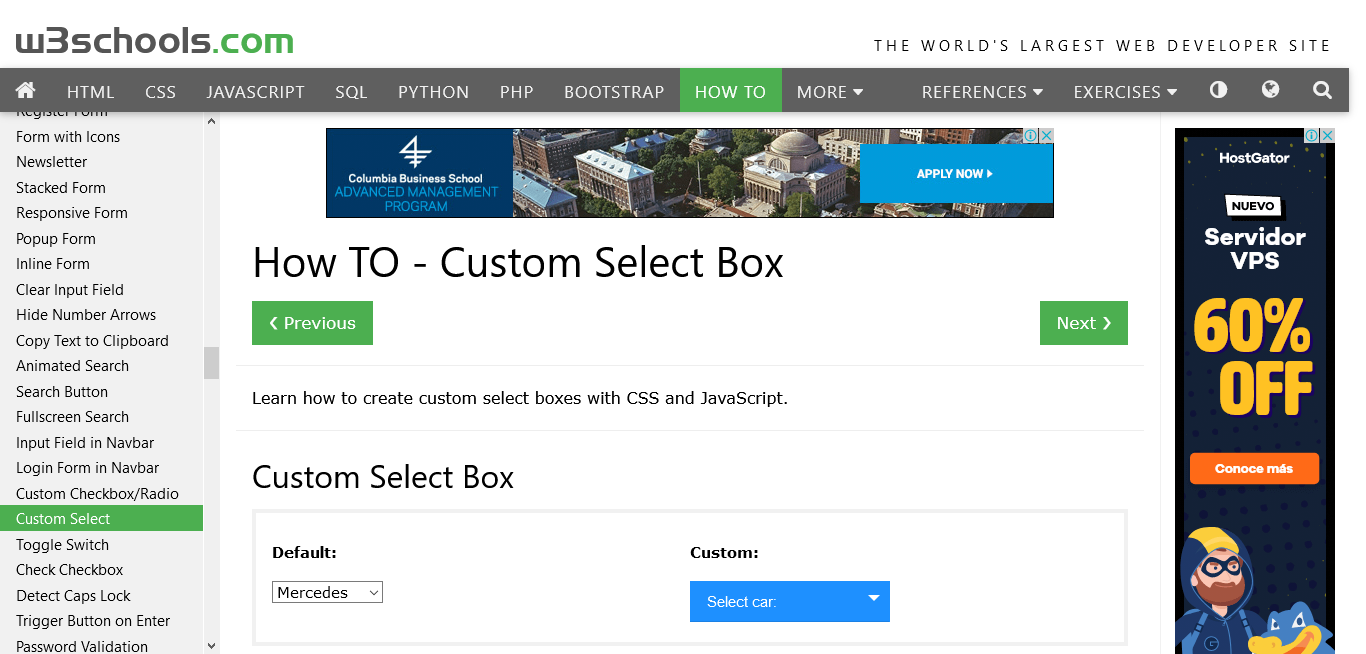 w3schools.com
THE WORLD'S LARGEST WEB DEVELOPER SITE
HTML CSS JAVASCRIPT SQL PYTHON PHP BOOTSTRAP HOW TO MORE REFERENCES EXERCISES
Register Form
Form with Icons
Newsletter
Stacked Form
Responsive Form
Popup Form
Inline Form
Clear Input Field
Hide Number Arrows
Copy Text to Clipboard
Animated Search
Search Button
Fullscreen Search
Input Field in Navbar
Login Form in Navbar
Custom Checkbox/Radio
Custom Select
Toggle Switch
Check Checkbox
Detect Caps Lock
Trigger Button on Enter
Password Validation
Columbia Business School
ADVANCED MANAGEMENT
PROGRAM
APPLY NOW
How TO - Custom Select Box
❮ Previous
Next ❯
Learn how to create custom select boxes with CSS and JavaScript.
Custom Select Box
Default:
Custom:
Mercedes
Select car:
HostGator
NUEVO
Servidor
VPS
60%
OFF
Conoce más